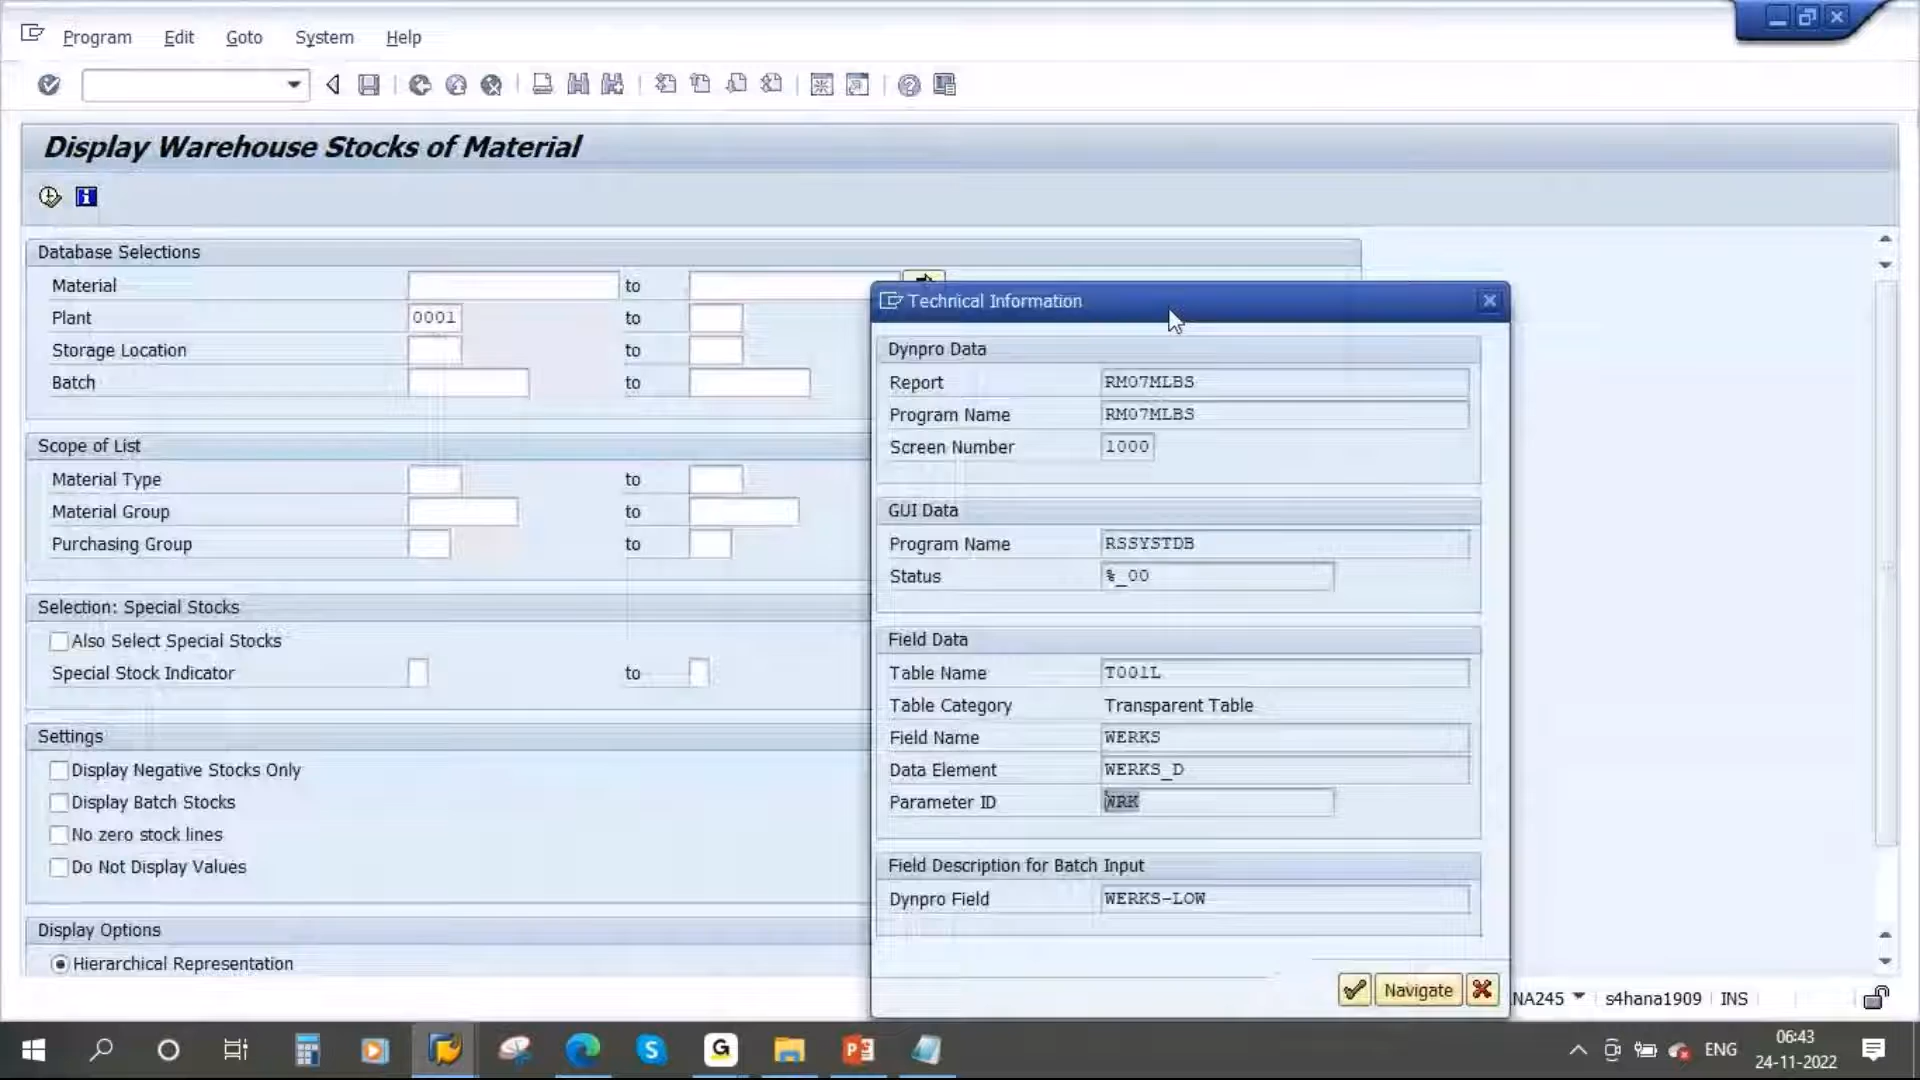 Program Edit Goto System Help
Display Warehouse Stocks of Material
Database Selections
Material to
Plant 0001 to
Storage Location to
Batch to
Scope of List
Material Type to
Material Group to
Purchasing Group to
Selection: Special Stocks
Also Select Special Stocks
Special Stock Indicator to
Settings
Display Negative Stocks Only
Display Batch Stocks
No zero stock lines
Do Not Display Values
Display Options
Hierarchical Representation
Technical Information
Dynpro Data
Report RM07MLBS
Program Name RM07MLBS
Screen Number 1000
GUI Data
Program Name RSSYSTDB
Status %_00
Field Data
Table Name T001L
Table Category Transparent Table
Field Name WERKS
Data Element WERKS_D
Parameter ID WRK
Field Description for Batch Input
Dynpro Field WERKS-LOW
Navigate
NA245 s4hana1909 INS
ENG
06:43
24-11-2022